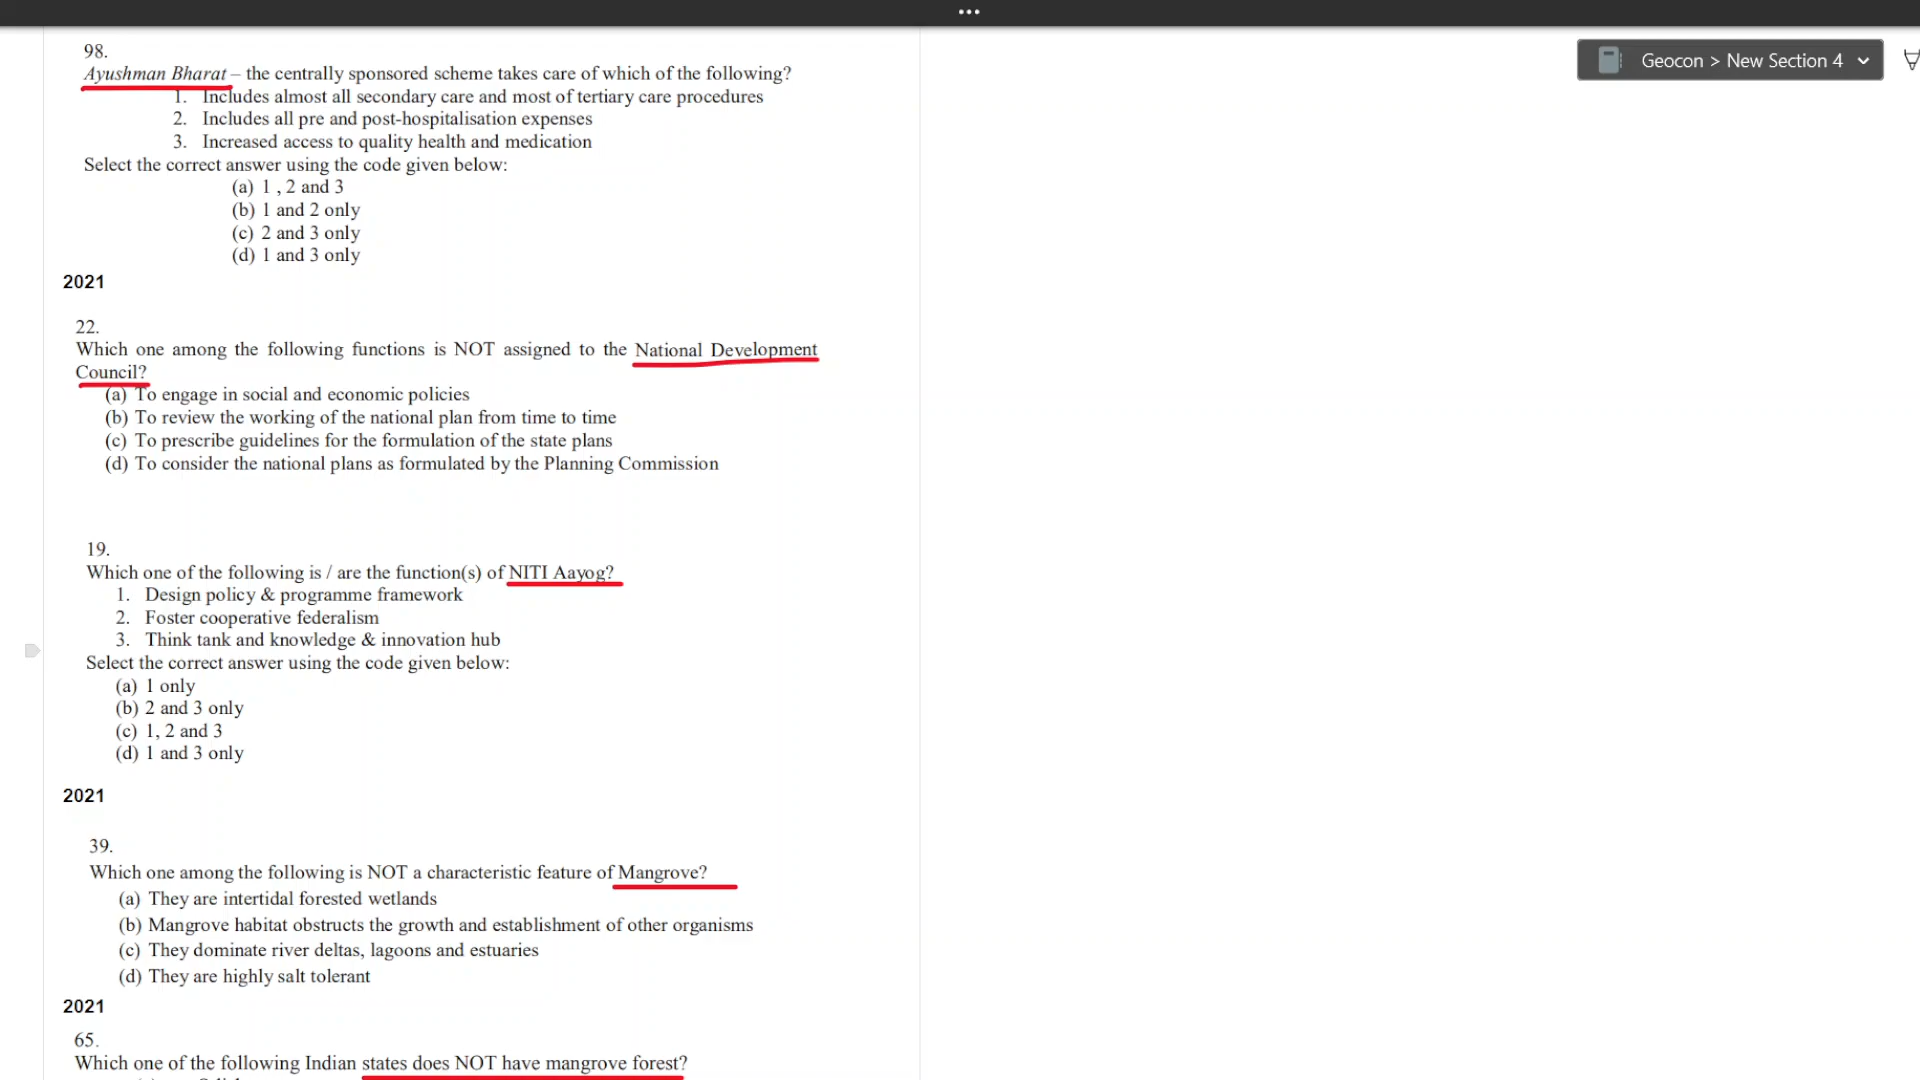 ...
Geocon > New Section 4
98.
Ayushman Bharat – the centrally sponsored scheme takes care of which of the following?
1. Includes almost all secondary care and most of tertiary care procedures
2. Includes all pre and post-hospitalisation expenses
3. Increased access to quality health and medication
Select the correct answer using the code given below:
(a) 1 , 2 and 3
(b) 1 and 2 only
(c) 2 and 3 only
(d) 1 and 3 only
2021
22.
Which one among the following functions is NOT assigned to the National Development
Council?
(a) To engage in social and economic policies
(b) To review the working of the national plan from time to time
(c) To prescribe guidelines for the formulation of the state plans
(d) To consider the national plans as formulated by the Planning Commission
19.
Which one of the following is / are the function(s) of NITI Aayog?
1. Design policy & programme framework
2. Foster cooperative federalism
3. Think tank and knowledge & innovation hub
Select the correct answer using the code given below:
(a) 1 only
(b) 2 and 3 only
(c) 1, 2 and 3
(d) 1 and 3 only
2021
39.
Which one among the following is NOT a characteristic feature of Mangrove?
(a) They are intertidal forested wetlands
(b) Mangrove habitat obstructs the growth and establishment of other organisms
(c) They dominate river deltas, lagoons and estuaries
(d) They are highly salt tolerant
2021
65.
Which one of the following Indian states does NOT have mangrove forest?